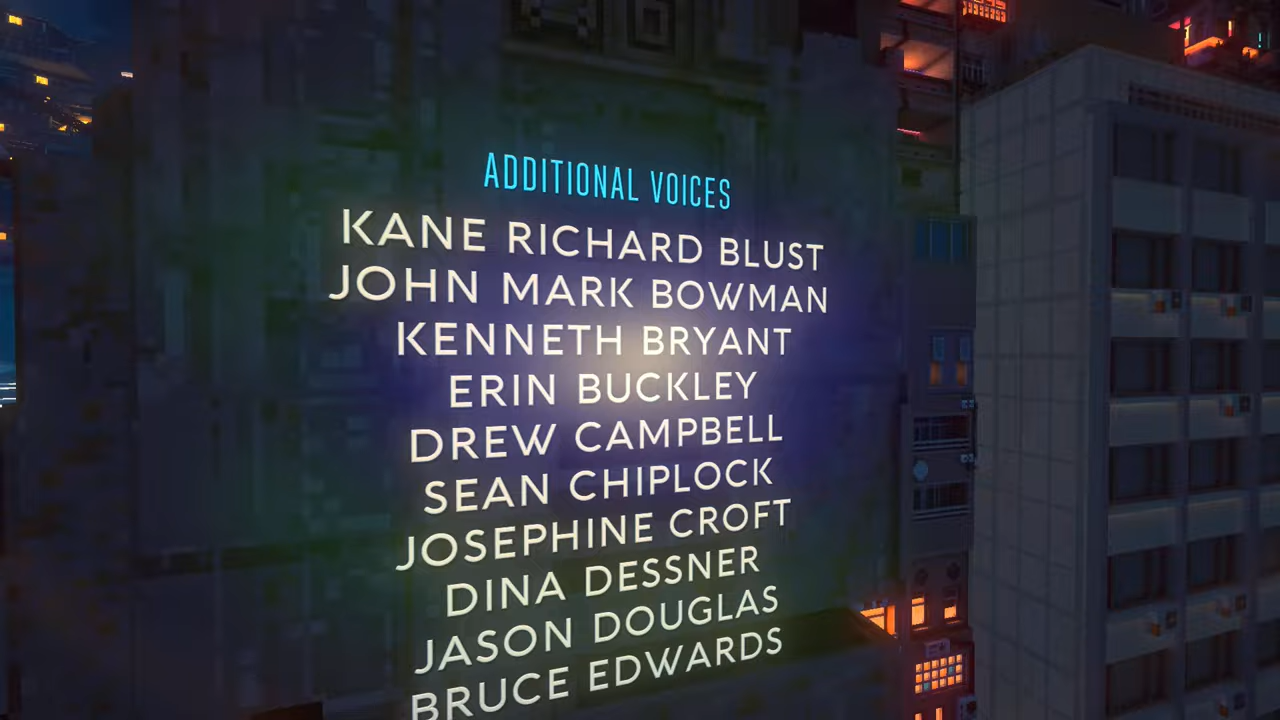 ADDITIONAL VOICES
KANE RICHARD BLUST
JOHN MARK BOWMAN
KENNETH BRYANT
ERIN BUCKLEY
DREW CAMPBELL
SEAN CHIPLOCK
JOSEPHINE CROFT
DINA DESSNER
JASON DOUGLAS
BRUCE EDWARDS